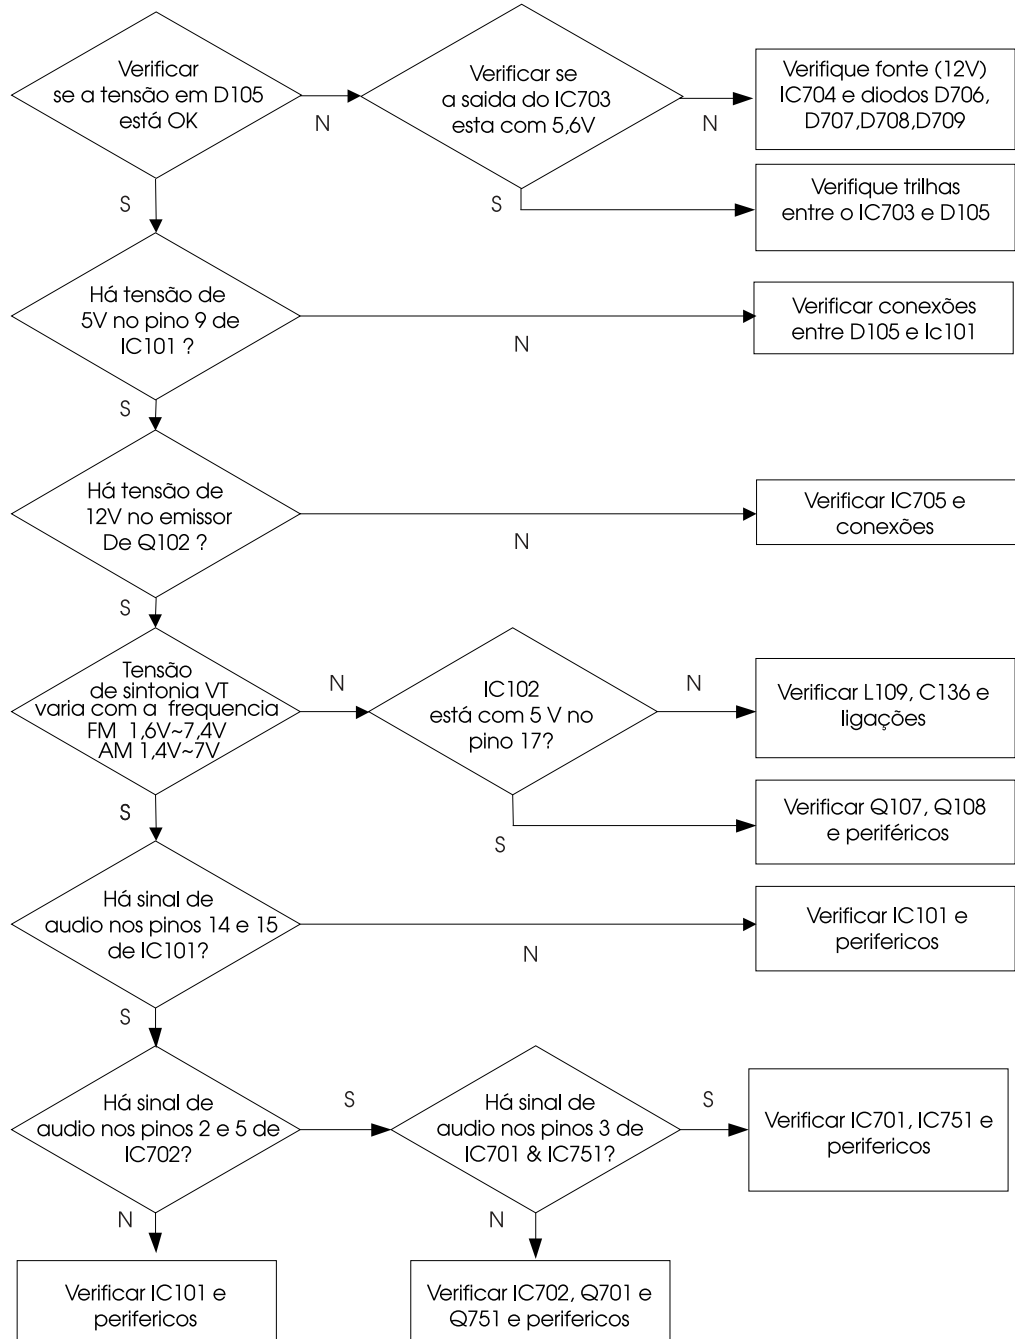 Verificar
se a tensão em D105
está OK
N
Verificar se
a saida do IC703
esta com 5,6V
N
Verifique fonte (12V)
IC704 e diodos D706,
D707,D708,D709
S
S
Verifique trilhas
entre o IC703 e D105
Há tensão de
5V no pino 9 de
IC101 ?
N
Verificar conexões
entre D105 e Ic101
S
Há tensão de
12V no emissor
De Q102 ?
N
Verificar IC705 e
conexões
S
Tensão
de sintonia VT
varia com a frequencia
FM 1,6V~7,4V
AM 1,4V~7V
N
IC102
está com 5 V no
pino 17?
N
Verificar L109, C136 e
ligações
S
S
Verificar Q107, Q108
e periféricos
Há sinal de
audio nos pinos 14 e 15
de IC101?
N
Verificar IC101 e
perifericos
S
Há sinal de
audio nos pinos 2 e 5 de
IC702?
S
Há sinal de
audio nos pinos 3 de
IC701 & IC751?
S
Verificar IC701, IC751 e
perifericos
N
N
Verificar IC101 e
perifericos
Verificar IC702, Q701 e
Q751 e perifericos